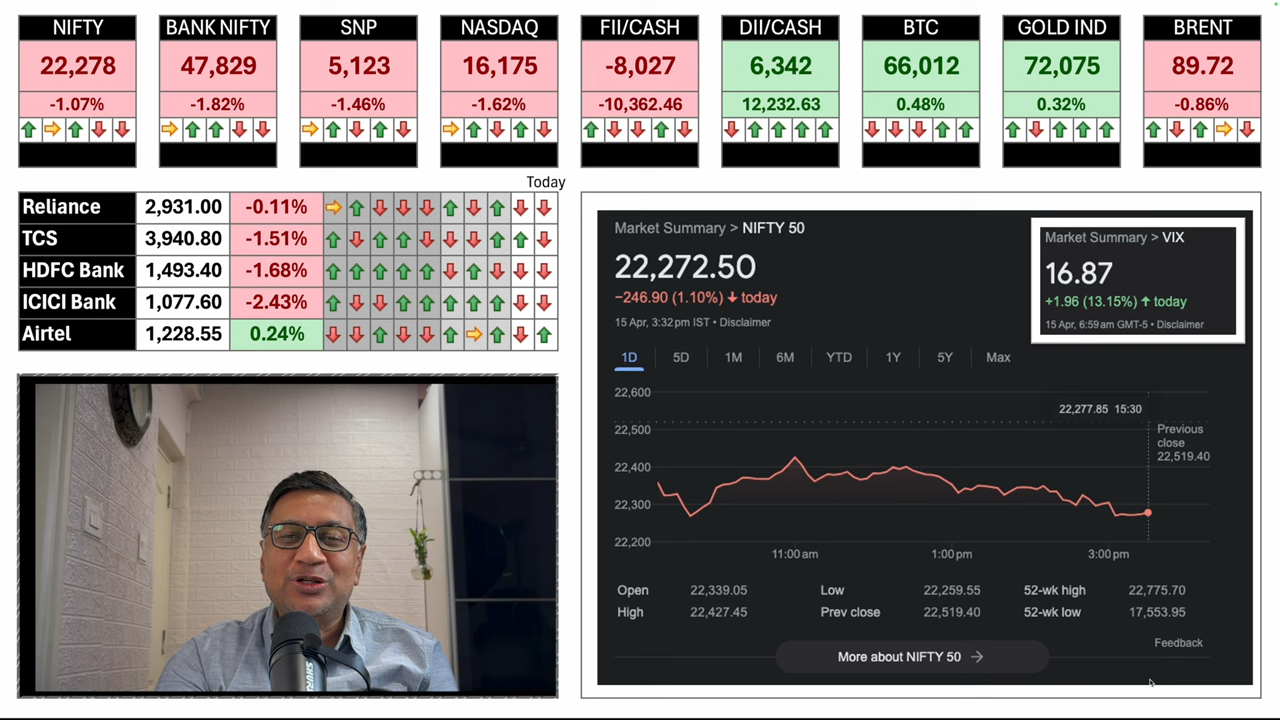 NIFTY
22,278
-1.07%
BANK NIFTY
47,829
-1.82%
SNP
5,123
-1.46%
NASDAQ
16,175
-1.62%
FII/CASH
-8,027
-10,362.46
DII/CASH
6,342
12,232.63
BTC
66,012
0.48%
GOLD IND
72,075
0.32%
BRENT
89.72
-0.86%
Today
Reliance 2,931.00 -0.11%
TCS 3,940.80 -1.51%
HDFC Bank 1,493.40 -1.68%
ICICI Bank 1,077.60 -2.43%
Airtel 1,228.55 0.24%
SHURE
Market Summary > NIFTY 50
22,272.50
−246.90 (1.10%) today
15 Apr, 3:32 pm IST • Disclaimer
Market Summary > VIX
16.87
+1.96 (13.15%) today
15 Apr, 6:59 am GMT-5 • Disclaimer
1D 5D 1M 6M YTD 1Y 5Y Max
22,600
22,500
22,400
22,300
22,200
22,277.85 15:30
Previous
close
22,519.40
11:00 am 1:00 pm 3:00 pm
Open 22,339.05 Low 22,259.55 52-wk high 22,775.70
High 22,427.45 Prev close 22,519.40 52-wk low 17,553.95
Feedback
More about NIFTY 50